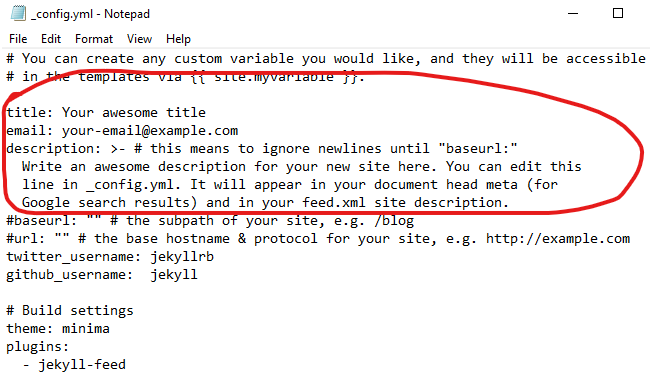 _config.yml - Notepad
File Edit Format View Help
# You can create any custom variable you would like, and they will be accessible
# in the templates via {{ site.myvariable }}.
title: Your awesome title
email: your-email@example.com
description: >- # this means to ignore newlines until "baseurl:"
  Write an awesome description for your new site here. You can edit this
  line in _config.yml. It will appear in your document head meta (for
  Google search results) and in your feed.xml site description.
#baseurl: "" # the subpath of your site, e.g. /blog
#url: "" # the base hostname & protocol for your site, e.g. http://example.com
twitter_username: jekyllrb
github_username:  jekyll
# Build settings
theme: minima
plugins:
  - jekyll-feed